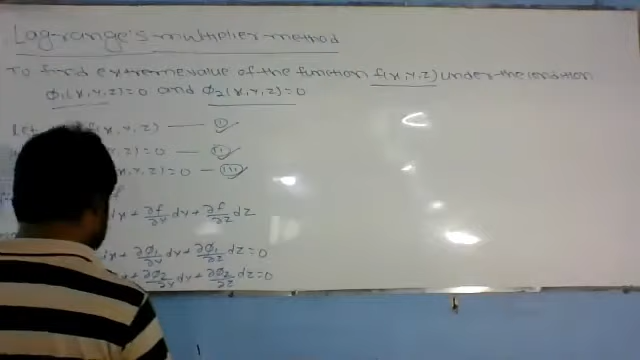 Lagrange's multiplier method
To find extreme value of the function f(x,y,z) under the condition
φ₁(x,y,z)=0 and φ₂(x,y,z)=0
Let f(x,y,z) —— (i)
,z)=0 — (ii)
x,y,z)=0 — (iii)
f
dx + ∂f/∂y dy + ∂f/∂z dz
dx + ∂φ₁/∂y dy + ∂φ₁/∂z dz=0
+ ∂φ₂/∂y dy + ∂φ₂/∂z dz=0